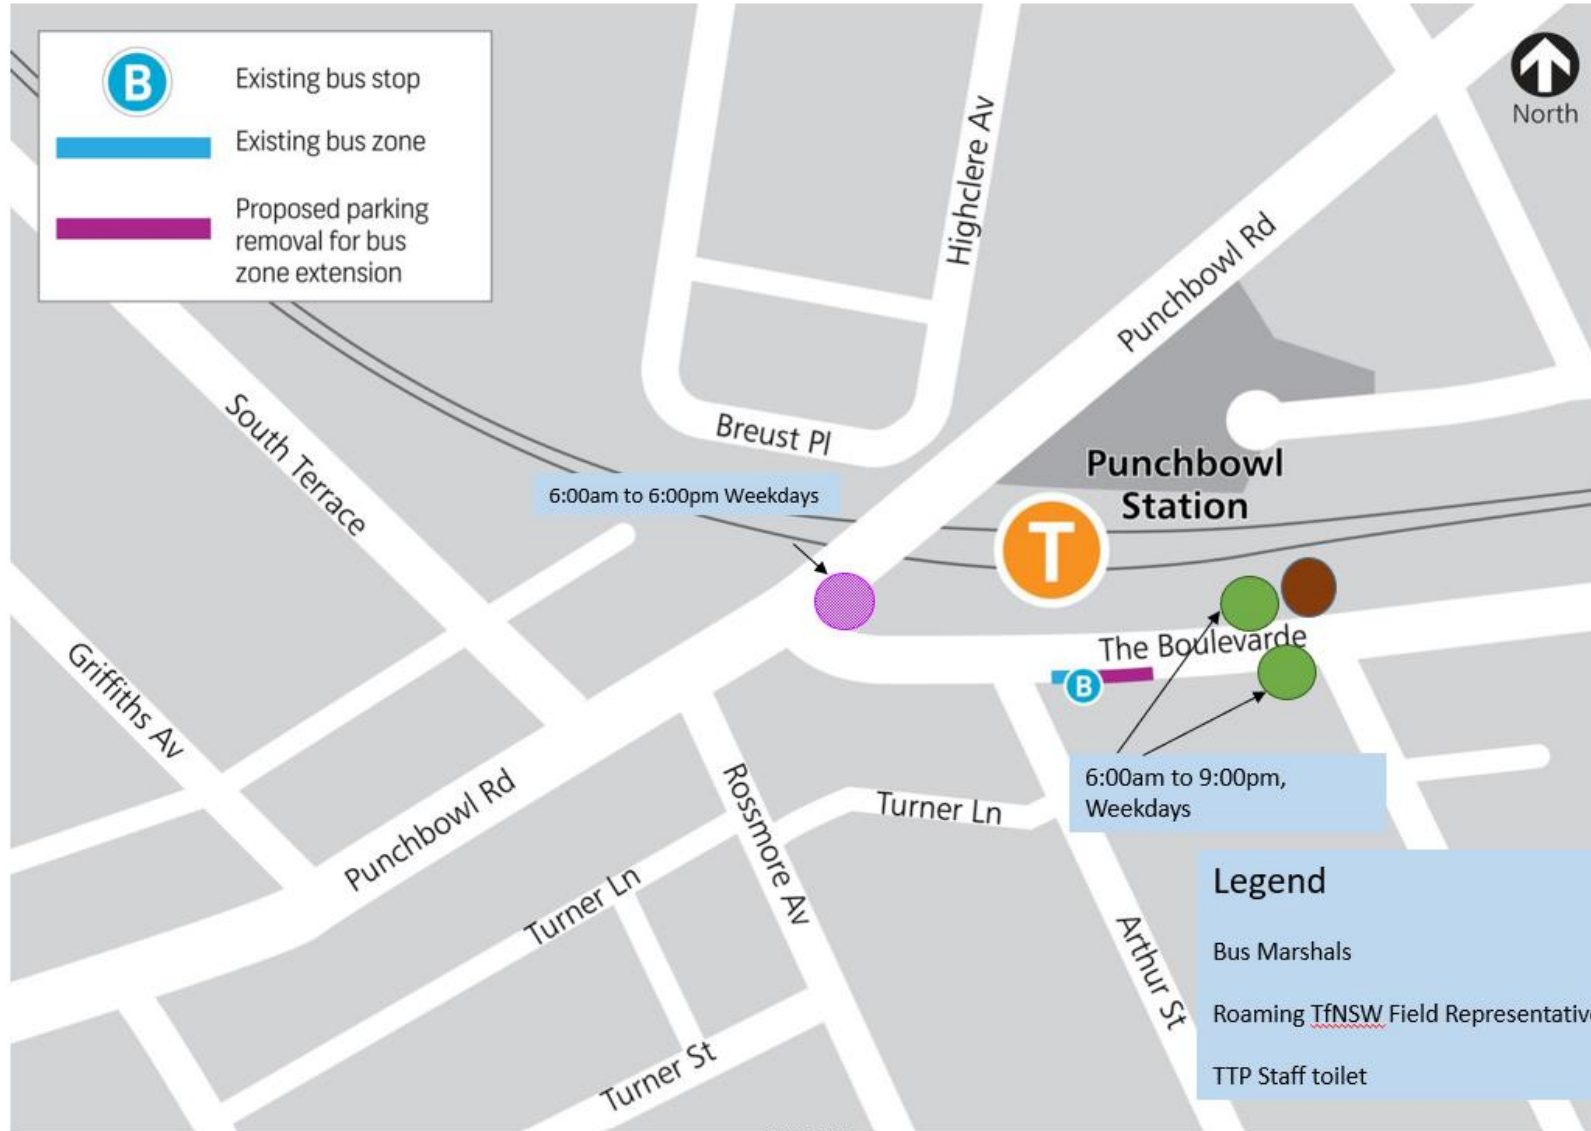 B
Existing bus stop
Existing bus zone
Proposed parking
removal for bus
zone extension
North
Highclere Av
Punchbowl Rd
Breust Pl
South Terrace
Punchbowl
Station
6:00am to 6:00pm Weekdays
T
The Boulevarde
B
Griffiths Av
6:00am to 9:00pm,
Weekdays
Punchbowl Rd
Rossmore Av
Turner Ln
Turner Ln
Arthur St
Turner St
Legend
Bus Marshals
Roaming TfNSW Field Representative
TTP Staff toilet